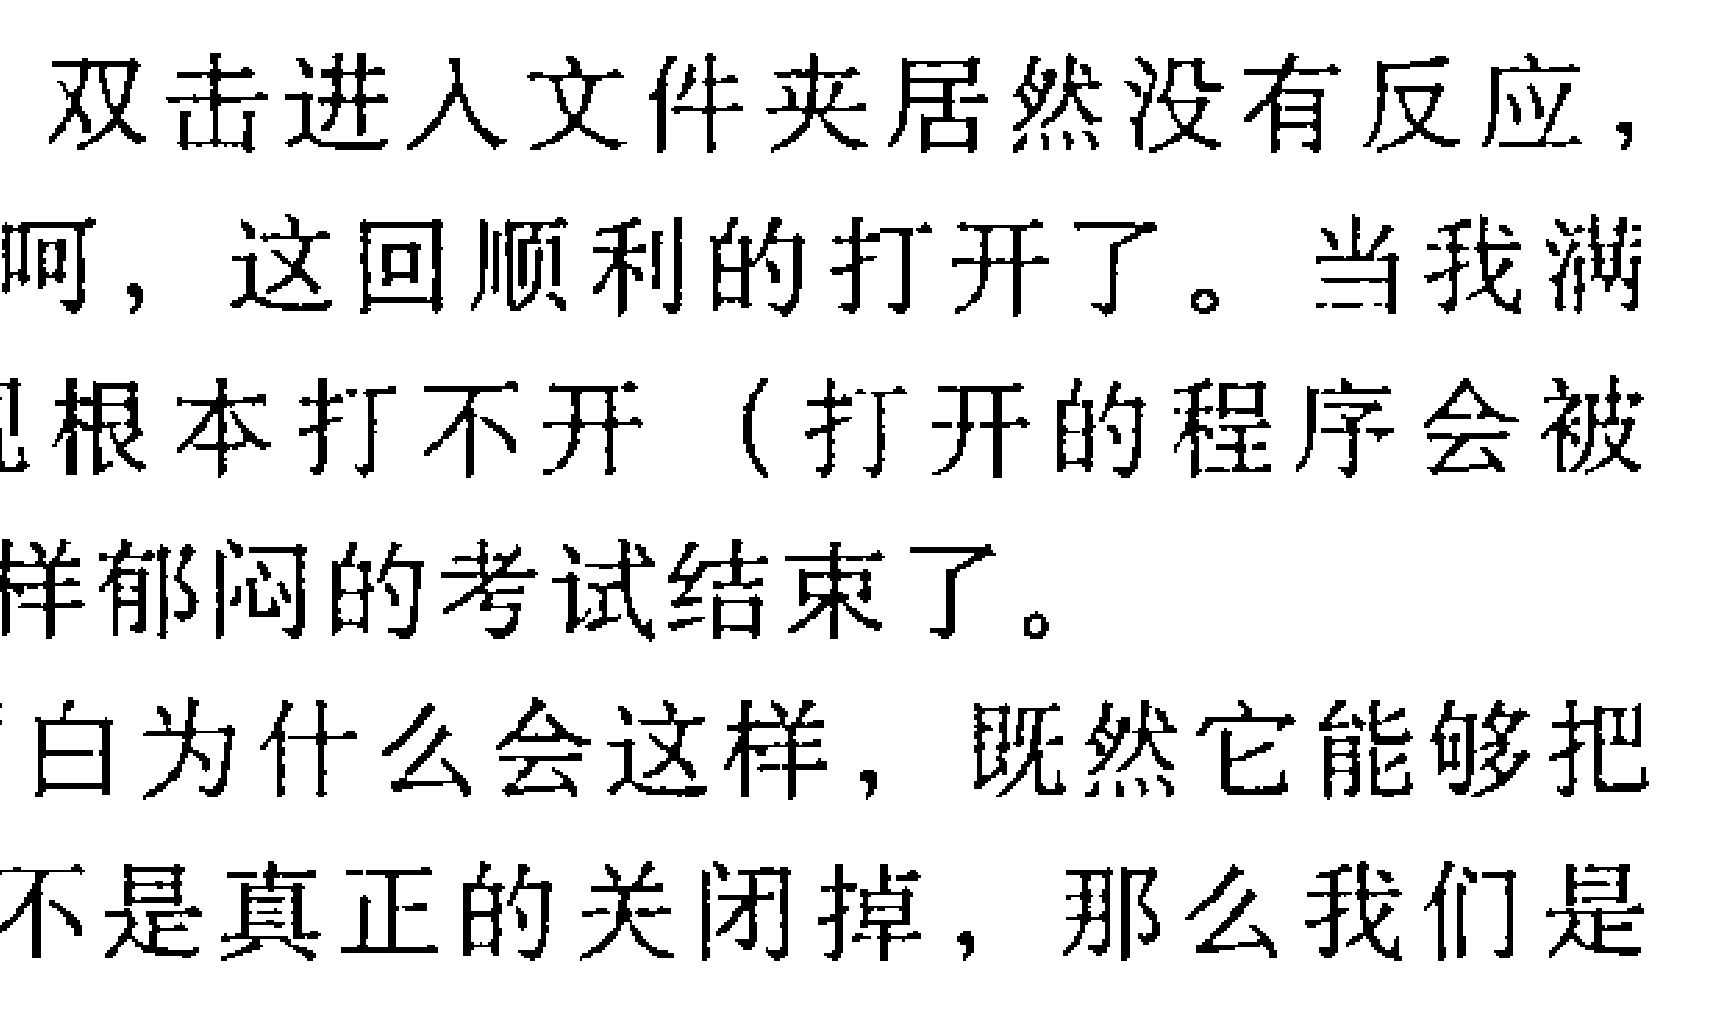 双击进入文件夹居然没有反应，
呵，这回顺利的打开了。当我满
根本打不开（打开的程序会被
样郁闷的考试结束了。
白为什么会这样，既然它能够把
不是真正的关闭掉，那么我们是